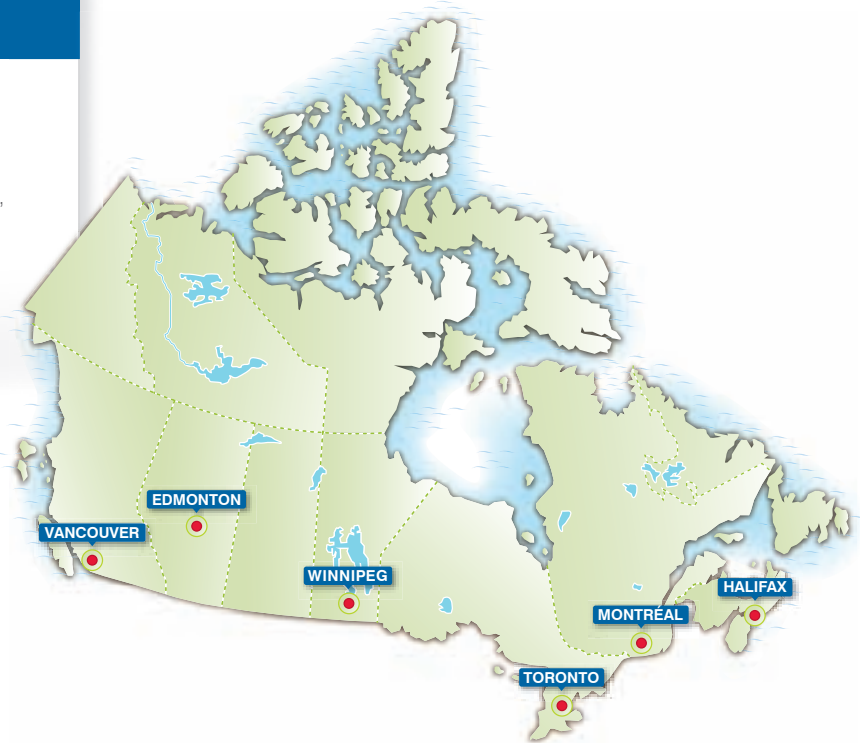 ,
EDMONTON
VANCOUVER
WINNIPEG
HALIFAX
MONTRÉAL
TORONTO